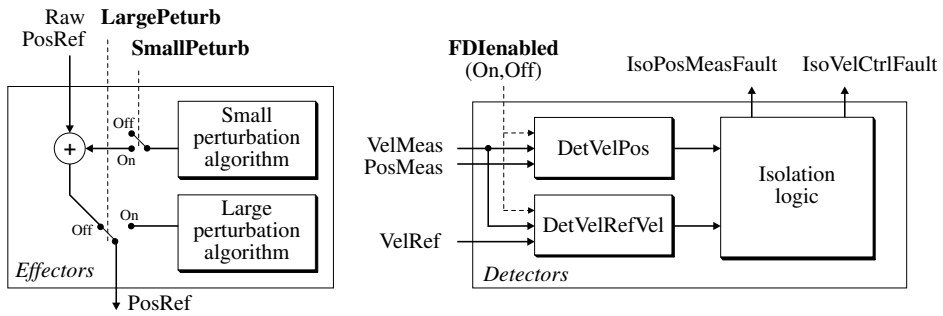 Raw
PosRef
LargePeturb
SmallPeturb
Off
On
+
Small
perturbation
algorithm
Off
On
Large
perturbation
algorithm
Effectors
PosRef
FDIenabled
(On,Off)
IsoPosMeasFault
IsoVelCtrlFault
VelMeas
PosMeas
VelRef
DetVelPos
DetVelRefVel
Isolation
logic
Detectors